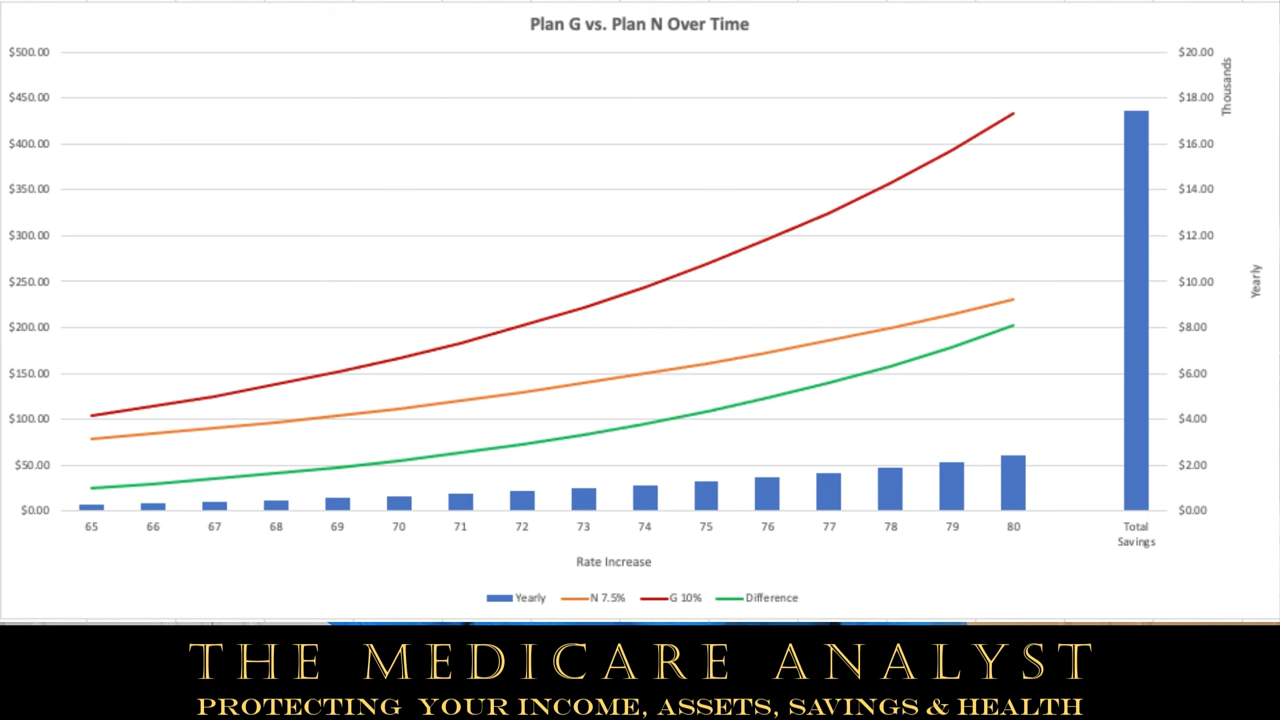 Plan G vs. Plan N Over Time
$500.00
$450.00
$400.00
$350.00
$300.00
$250.00
$200.00
$150.00
$100.00
$50.00
$0.00
$20.00
$18.00
$16.00
$14.00
$12.00
$10.00
$8.00
$6.00
$4.00
$2.00
$0.00
Thousands
Yearly
65 66 67 68 69 70 71 72 73 74 75 76 77 78 79 80 Total
Savings
Rate Increase
Yearly N 7.5% G 10% Difference
THE MEDICARE ANALYST
PROTECTING YOUR INCOME, ASSETS, SAVINGS & HEALTH